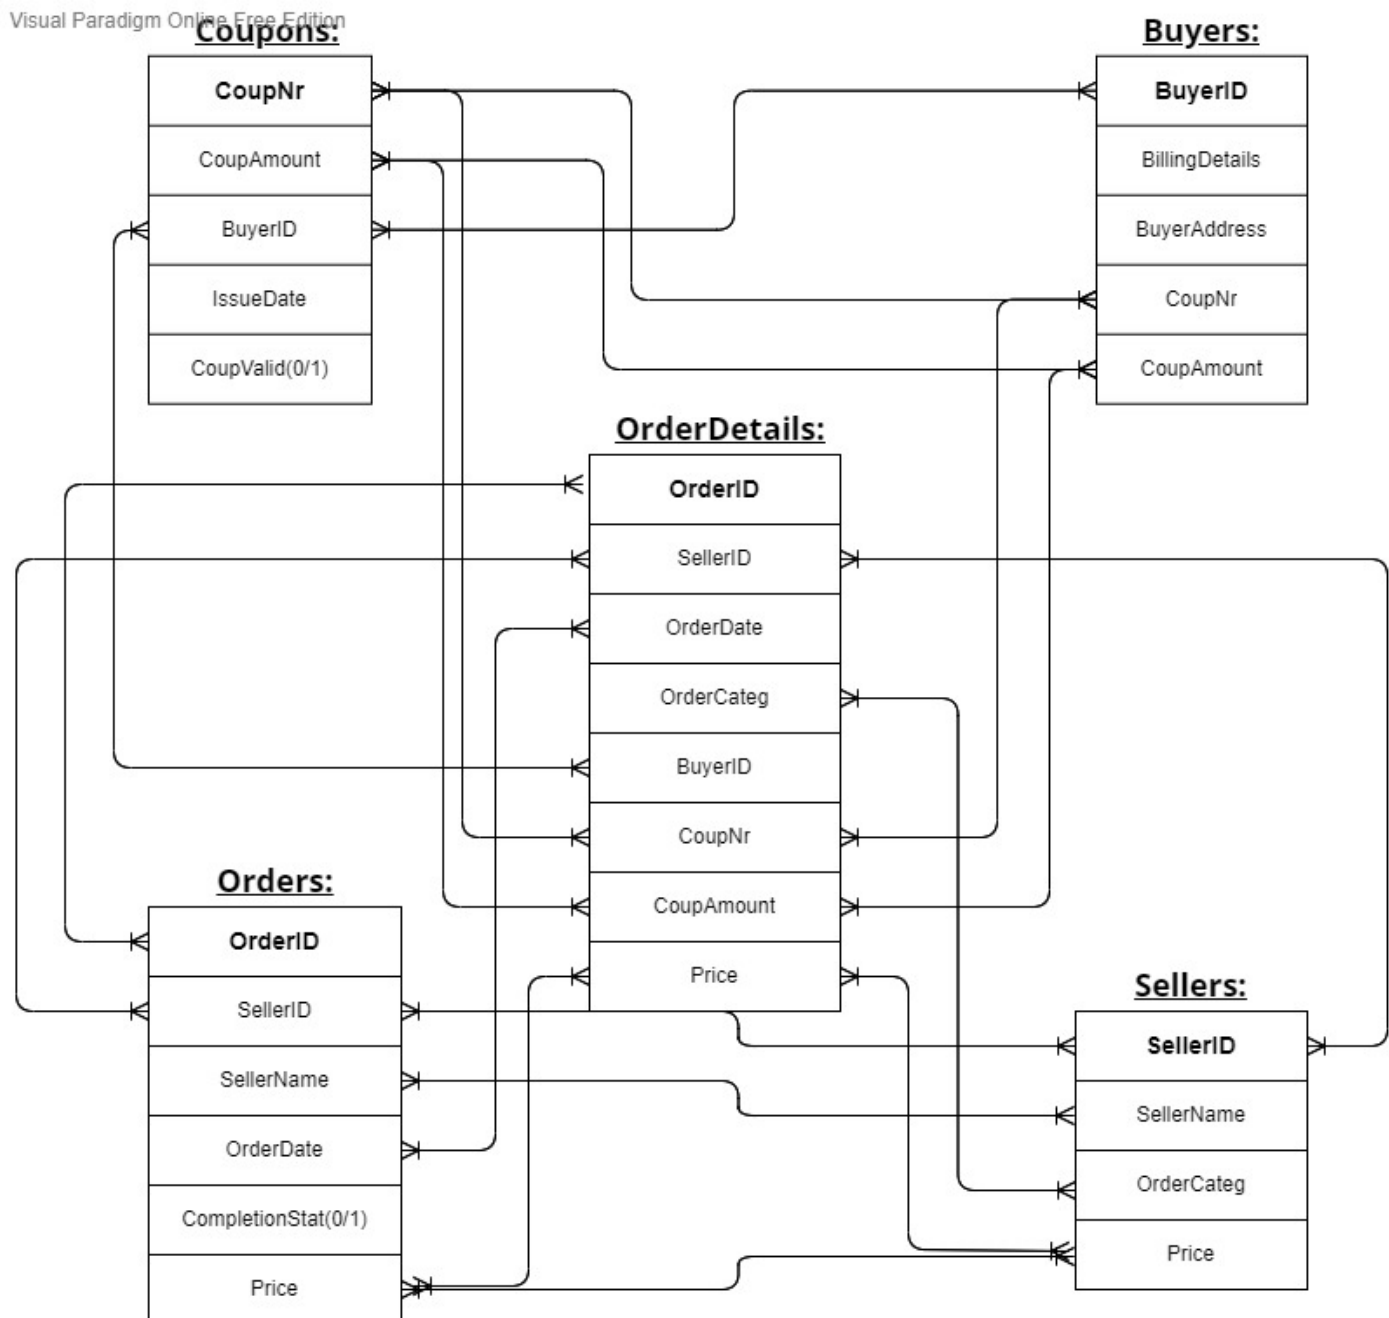 Visual Paradigm Online Free Edition
Coupons:
CoupNr
CoupAmount
BuyerID
IssueDate
CoupValid(0/1)
Buyers:
BuyerID
BillingDetails
BuyerAddress
CoupNr
CoupAmount
OrderDetails:
OrderID
SellerID
OrderDate
OrderCateg
BuyerID
CoupNr
CoupAmount
Price
Orders:
OrderID
SellerID
SellerName
OrderDate
CompletionStat(0/1)
Price
Sellers:
SellerID
SellerName
OrderCateg
Price